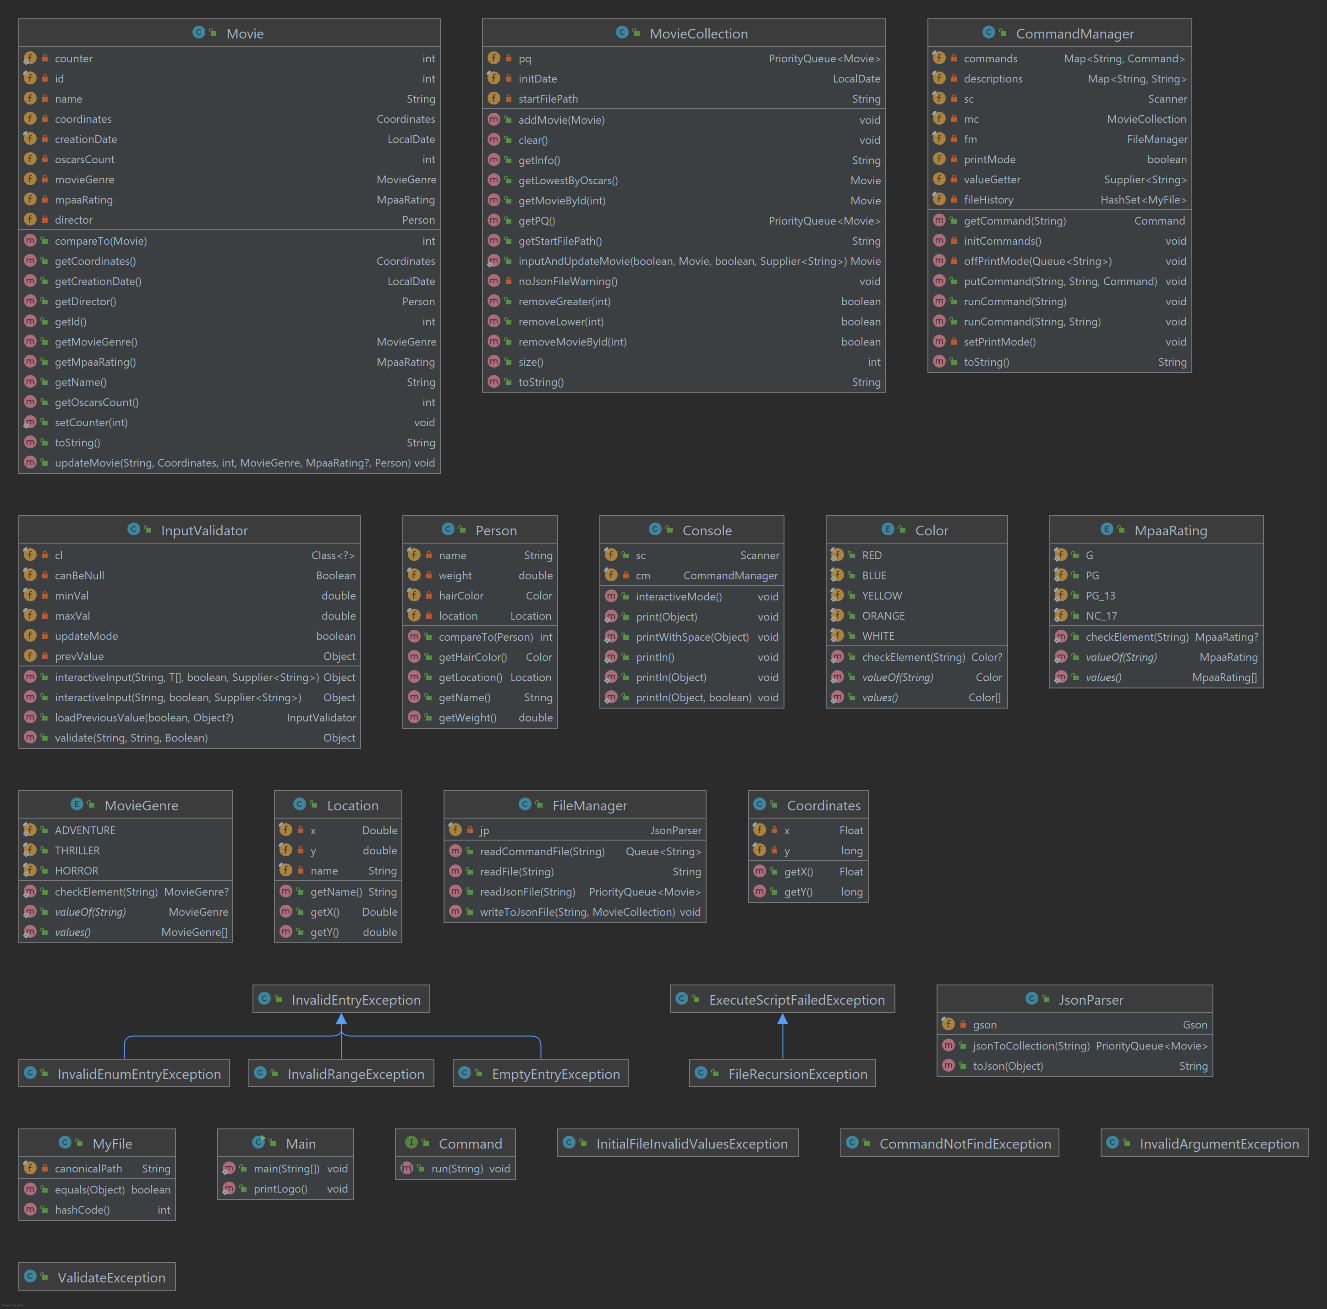 Movie
counter int
id int
name String
coordinates Coordinates
creationDate LocalDate
oscarsCount int
movieGenre MovieGenre
mpaaRating MpaaRating
director Person
compareTo(Movie) int
getCoordinates() Coordinates
getCreationDate() LocalDate
getDirector() Person
getId() int
getMovieGenre() MovieGenre
getMpaaRating() MpaaRating
getName() String
getOscarsCount() int
setCounter(int) void
toString() String
updateMovie(String, Coordinates, int, MovieGenre, MpaaRating?, Person) void
MovieCollection
pq PriorityQueue<Movie>
initDate LocalDate
startFilePath String
addMovie(Movie) void
clear() void
getInfo() String
getLowestByOscars() Movie
getMovieById(int) Movie
getPQ() PriorityQueue<Movie>
getStartFilePath() String
inputAndUpdateMovie(boolean, Movie, boolean, Supplier<String>) Movie
noJsonFileWarning() void
removeGreater(int) boolean
removeLower(int) boolean
removeMovieById(int) boolean
size() int
toString() String
CommandManager
commands Map<String, Command>
descriptions Map<String, String>
sc Scanner
mc MovieCollection
fm FileManager
printMode boolean
valueGetter Supplier<String>
fileHistory HashSet<MyFile>
getCommand(String) Command
initCommands() void
offPrintMode(Queue<String>) void
putCommand(String, String, Command) void
runCommand(String) void
runCommand(String, String) void
setPrintMode() void
toString() String
InputValidator
cl Class<?>
canBeNull Boolean
minVal double
maxVal double
updateMode boolean
prevValue Object
interactiveInput(String, T[], boolean, Supplier<String>) Object
interactiveInput(String, boolean, Supplier<String>) Object
loadPreviousValue(boolean, Object?) InputValidator
validate(String, String, Boolean) Object
Person
name String
weight double
hairColor Color
location Location
compareTo(Person) int
getHairColor() Color
getLocation() Location
getName() String
getWeight() double
Console
sc Scanner
cm CommandManager
interactiveMode() void
print(Object) void
printWithSpace(Object) void
println() void
println(Object) void
println(Object, boolean) void
Color
RED
BLUE
YELLOW
ORANGE
WHITE
checkElement(String) Color?
valueOf(String) Color
values() Color[]
MpaaRating
G
PG
PG_13
NC_17
checkElement(String) MpaaRating?
valueOf(String) MpaaRating
values() MpaaRating[]
MovieGenre
ADVENTURE
THRILLER
HORROR
checkElement(String) MovieGenre?
valueOf(String) MovieGenre
values() MovieGenre[]
Location
x Double
y double
name String
getName() String
getX() Double
getY() double
FileManager
jp JsonParser
readCommandFile(String) Queue<String>
readFile(String) String
readJsonFile(String) PriorityQueue<Movie>
writeToJsonFile(String, MovieCollection) void
Coordinates
x Float
y long
getX() Float
getY() long
InvalidEntryException
ExecuteScriptFailedException
JsonParser
gson Gson
jsonToCollection(String) PriorityQueue<Movie>
toJson(Object) String
InvalidEnumEntryException
InvalidRangeException
EmptyEntryException
FileRecursionException
MyFile
canonicalPath String
equals(Object) boolean
hashCode() int
Main
main(String[]) void
printLogo() void
Command
run(String) void
InitialFileInvalidValuesException
CommandNotFindException
InvalidArgumentException
ValidateException